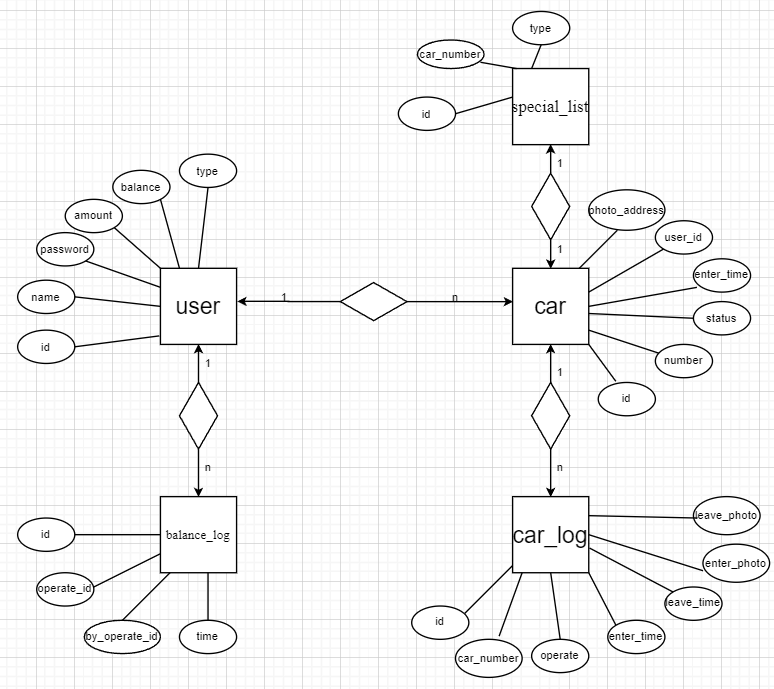 type
car_number
special_list
id
1
type
balance
photo_address
amount
user_id
password
1
enter_time
name
user
1
n
car
status
id
number
1
1
id
n
n
id
balance_log
car_log
leave_photo
enter_photo
operate_id
leave_time
id
by_operate_id
time
enter_time
car_number
operate